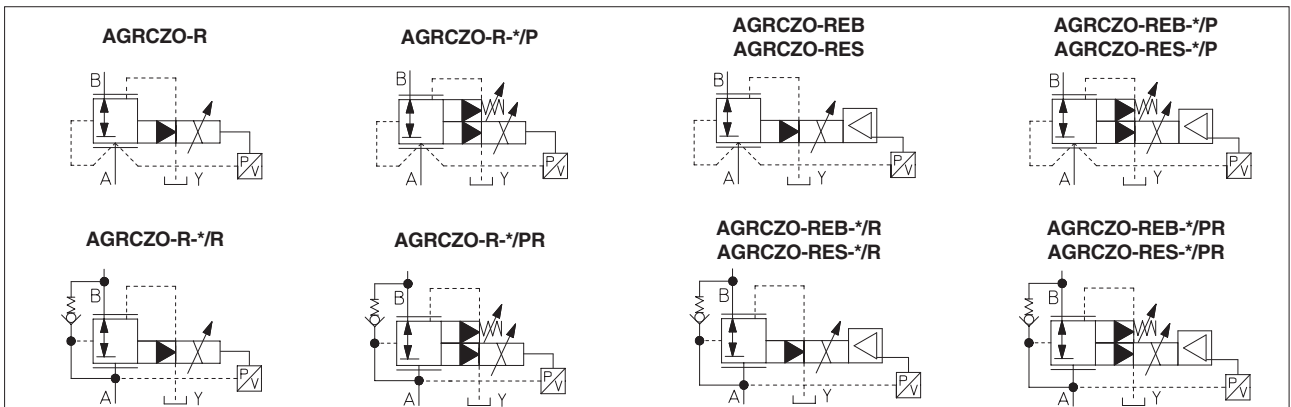 AGRCZO-R
AGRCZO-R-*/P
AGRCZO-REB
AGRCZO-RES
AGRCZO-REB-*/P
AGRCZO-RES-*/P
B
A
Y
P/V
B
A
Y
P/V
B
A
Y
P/V
B
A
Y
P/V
AGRCZO-R-*/R
AGRCZO-R-*/PR
AGRCZO-REB-*/R
AGRCZO-RES-*/R
AGRCZO-REB-*/PR
AGRCZO-RES-*/PR
B
A
Y
P/V
B
A
Y
P/V
B
A
Y
P/V
B
A
Y
P/V